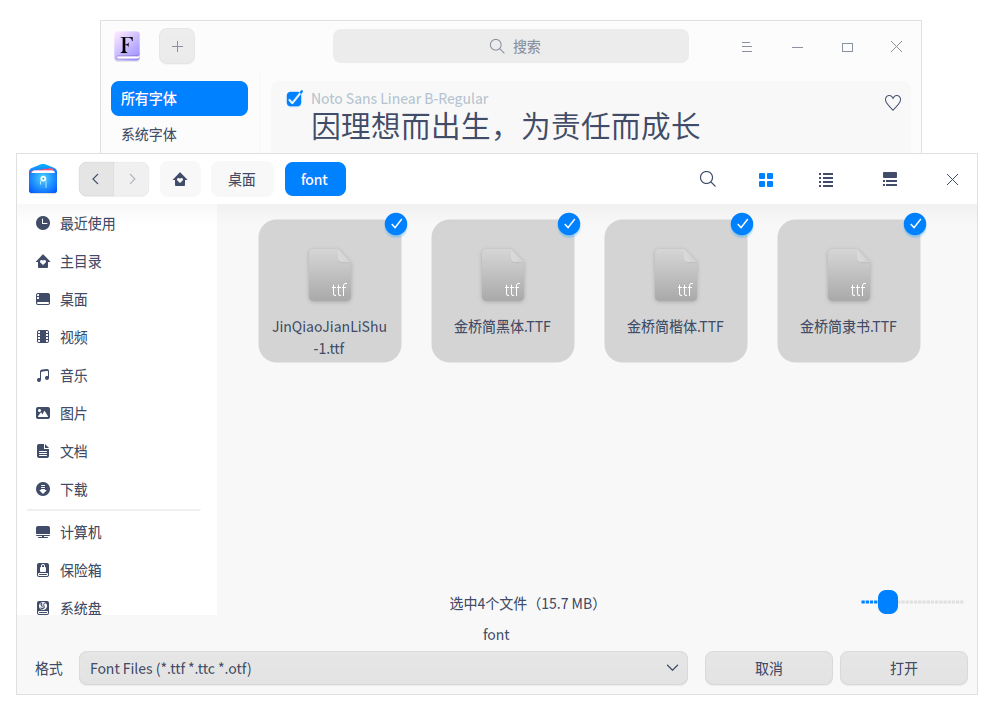 F
搜索
所有字体
系统字体
Noto Sans Linear B-Regular
因理想而出生，为责任而成长
桌面
font
最近使用
主目录
桌面
视频
音乐
图片
文档
下载
计算机
保险箱
系统盘
ttf
JinQiaoJianLiShu
-1.ttf
ttf
金桥简黑体.TTF
ttf
金桥简楷体.TTF
ttf
金桥简隶书.TTF
选中4个文件（15.7 MB）
font
格式
Font Files (*.ttf *.ttc *.otf)
取消
打开